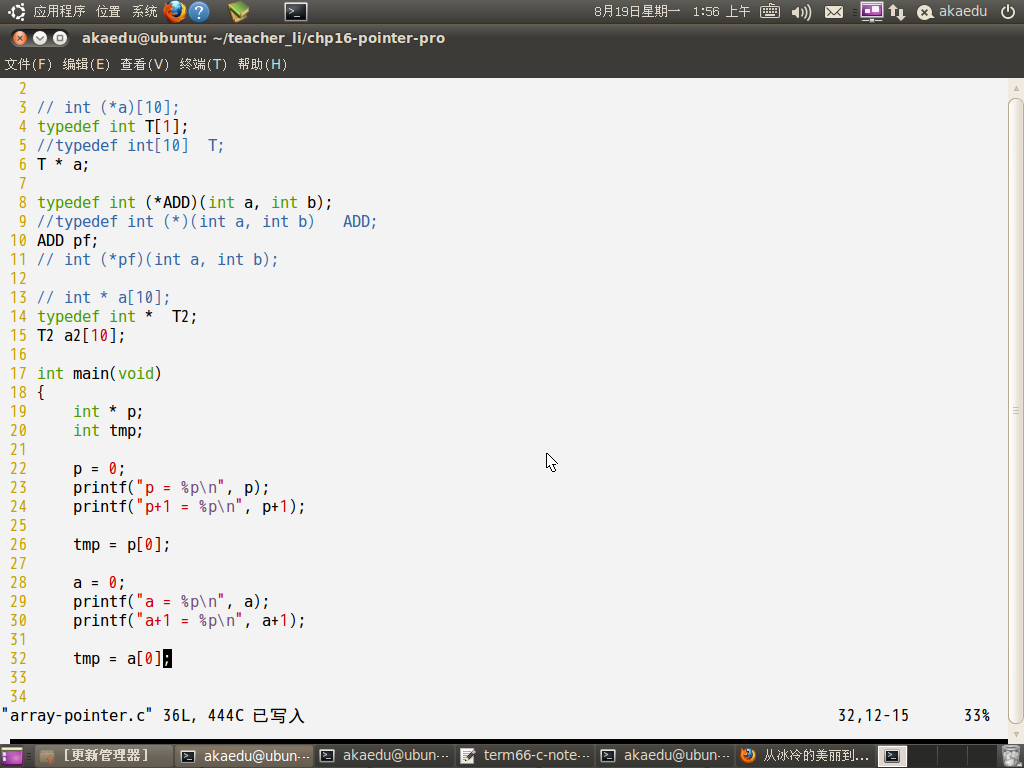 应用程序 位置 系统 8月19日星期一 1:56 上午 akaedu
akaedu@ubuntu: ~/teacher_li/chp16-pointer-pro
文件(F) 编辑(E) 查看(V) 终端(T) 帮助(H)
2
3 // int (*a)[10];
4 typedef int T[1];
5 //typedef int[10]  T;
6 T * a;
7
8 typedef int (*ADD)(int a, int b);
9 //typedef int (*)(int a, int b)   ADD;
10 ADD pf;
11 // int (*pf)(int a, int b);
12
13 // int * a[10];
14 typedef int *  T2;
15 T2 a2[10];
16
17 int main(void)
18 {
19     int * p;
20     int tmp;
21
22     p = 0;
23     printf("p = %p\n", p);
24     printf("p+1 = %p\n", p+1);
25
26     tmp = p[0];
27
28     a = 0;
29     printf("a = %p\n", a);
30     printf("a+1 = %p\n", a+1);
31
32     tmp = a[0];
33
34
"array-pointer.c" 36L, 444C 已写入 32,12-15 33%
[更新管理器] akaedu@ubun... akaedu@ubun... term66-c-note... akaedu@ubun... 从冰冷的美丽到...